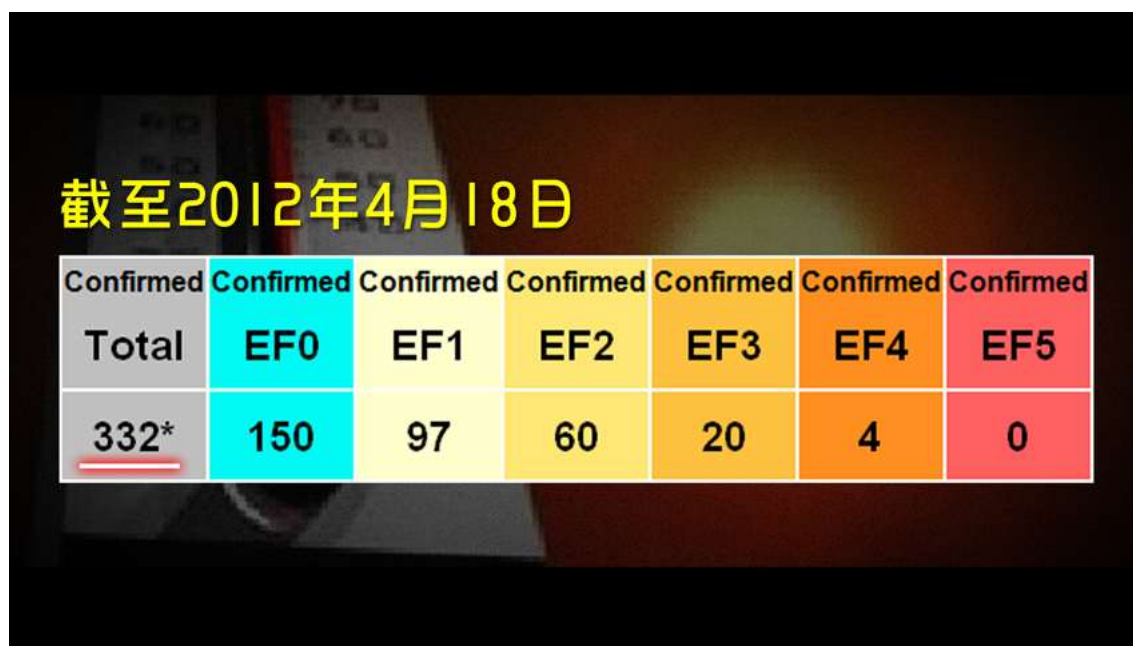 截至2012年4月18日
Confirmed Confirmed Confirmed Confirmed Confirmed Confirmed Confirmed
Total EF0 EF1 EF2 EF3 EF4 EF5
332* 150 97 60 20 4 0